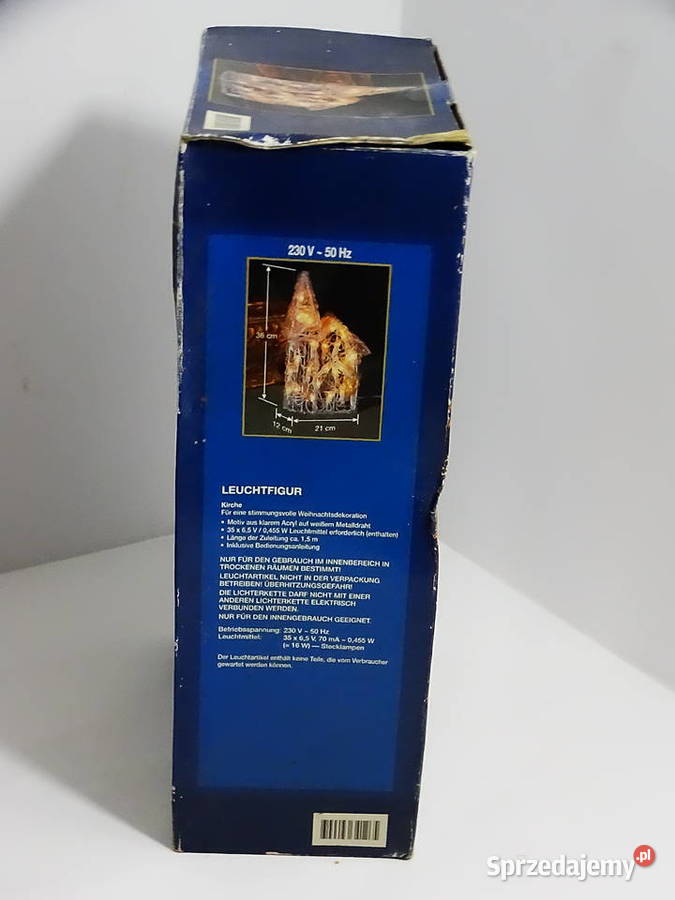 230 V ~ 50 Hz
36 cm
12 cm
21 cm
LEUCHTFIGUR
Kirche
Für eine stimmungsvolle Weihnachtsdekoration
• Motiv aus klarem Acryl auf weißem Metalldraht
• 35 x 6,5 V / 0,455 W Leuchtmittel erforderlich (enthalten)
• Länge der Zuleitung ca. 1,5 m
• Inklusive Bedienungsanleitung
NUR FÜR DEN GEBRAUCH IM INNENBEREICH IN
TROCKENEN RÄUMEN BESTIMMT!
LEUCHTARTIKEL NICHT IN DER VERPACKUNG
BETREIBEN! ÜBERHITZUNGSGEFAHR!
DIE LICHTERKETTE DARF NICHT MIT EINER
ANDEREN LICHTERKETTE ELEKTRISCH
VERBUNDEN WERDEN.
NUR FÜR DEN INNENGEBRAUCH GEEIGNET.
Betriebsspannung: 230 V ~ 50 Hz
Leuchtmittel: 35 x 6,5 V, 70 mA ~ 0,455 W
(= 16 W) — Stecklampen
Der Leuchtartikel enthält keine Teile, die vom Verbraucher
gewartet werden können.
Sprzedajemy.pl